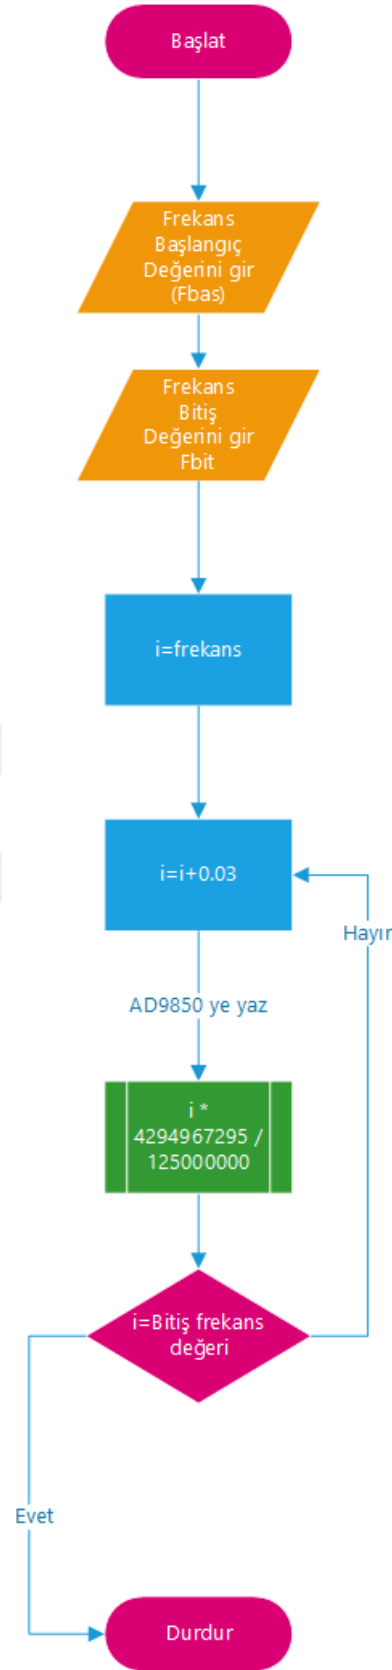 Başlat
Frekans
Başlangıç
Değerini gir
(Fbas)
Frekans
Bitiş
Değerini gir
Fbit
i=frekans
i=i+0.03
Hayır
AD9850 ye yaz
i *
4294967295 /
125000000
i=Bitiş frekans
değeri
Evet
Durdur